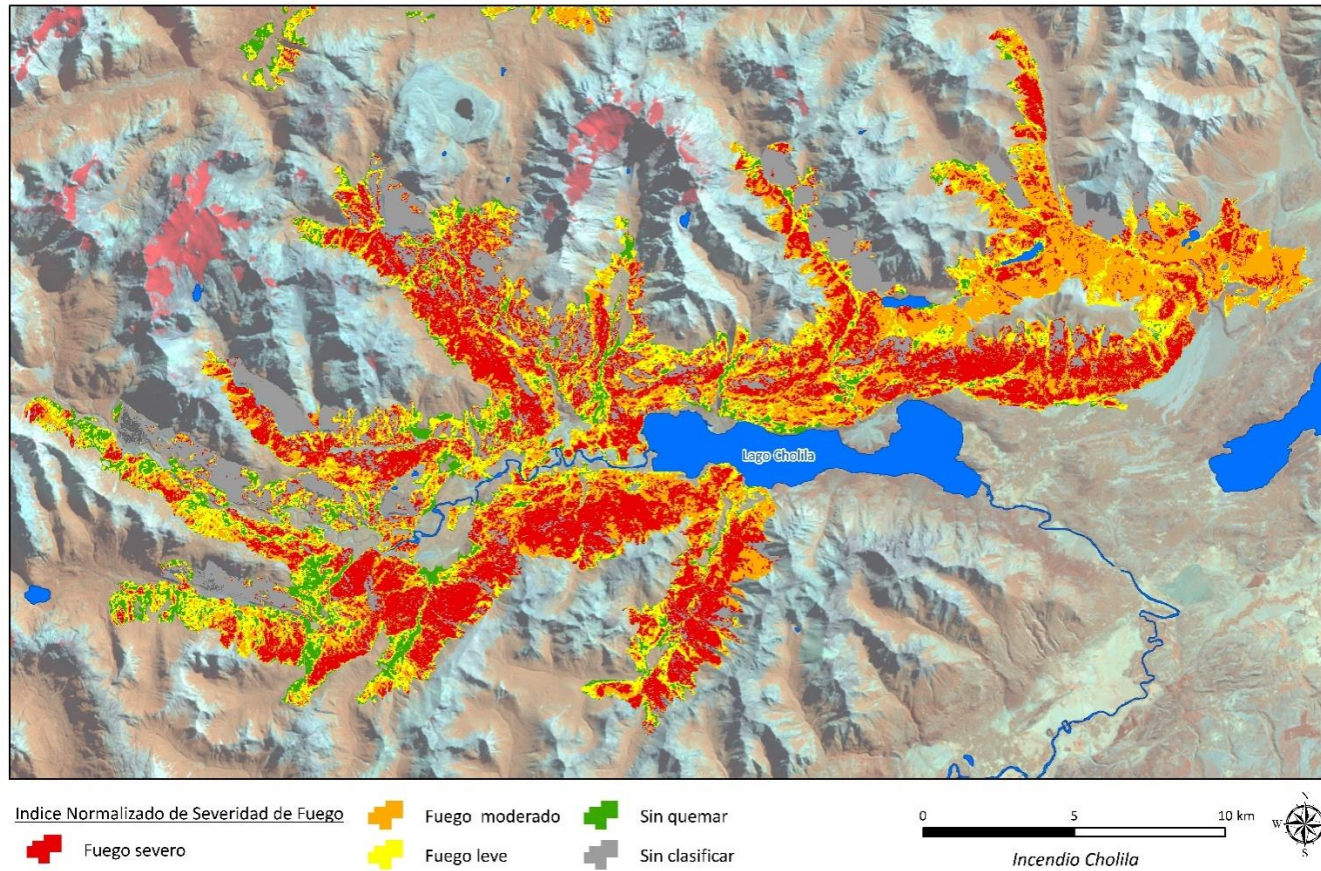 Lago Cholila
Indice Normalizado de Severidad de Fuego
Fuego severo
Fuego moderado
Fuego leve
Sin quemar
Sin clasificar
0 5 10 km
Incendio Cholila
N
W E
S